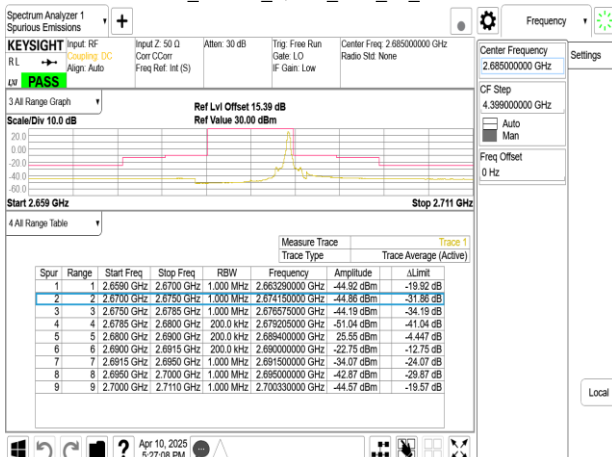 Spectrum Analyzer 1
Spurious Emissions
Frequency
KEYSIGHT Input: RF Input Z: 50 Ω Atten: 30 dB Trig: Free Run Center Freq: 2.685000000 GHz
RL Coupling: DC Corr CCorr Gate: LO Radio Std: None
Align: Auto Freq Ref: Int (S) IF Gain: Low
LXI PASS
Center Frequency
2.685000000 GHz
Settings
CF Step
4.399000000 GHz
Auto
Man
Freq Offset
0 Hz
3 All Range Graph
Ref Lvl Offset 15.39 dB
Scale/Div 10.0 dB Ref Value 30.00 dBm
20.0
0.00
-20.0
-40.0
-60.0
Start 2.659 GHz Stop 2.711 GHz
4 All Range Table
Measure Trace Trace 1
Trace Type Trace Average (Active)
Spur Range Start Freq Stop Freq RBW Frequency Amplitude ΔLimit
1 1 2.6590 GHz 2.6700 GHz 1.000 MHz 2.663290000 GHz -44.92 dBm -19.92 dB
2 2 2.6700 GHz 2.6750 GHz 1.000 MHz 2.674150000 GHz -44.86 dBm -31.86 dB
3 3 2.6750 GHz 2.6785 GHz 1.000 MHz 2.676575000 GHz -44.19 dBm -34.19 dB
4 4 2.6785 GHz 2.6800 GHz 200.0 kHz 2.679205000 GHz -51.04 dBm -41.04 dB
5 5 2.6800 GHz 2.6900 GHz 200.0 kHz 2.689400000 GHz 25.55 dBm -4.447 dB
6 6 2.6900 GHz 2.6915 GHz 200.0 kHz 2.690000000 GHz -22.75 dBm -12.75 dB
7 7 2.6915 GHz 2.6950 GHz 1.000 MHz 2.691500000 GHz -34.07 dBm -24.07 dB
8 8 2.6950 GHz 2.7000 GHz 1.000 MHz 2.695000000 GHz -42.87 dBm -29.87 dB
9 9 2.7000 GHz 2.7110 GHz 1.000 MHz 2.700330000 GHz -44.57 dBm -19.57 dB
Local
Apr 10, 2025
5:27:08 PM